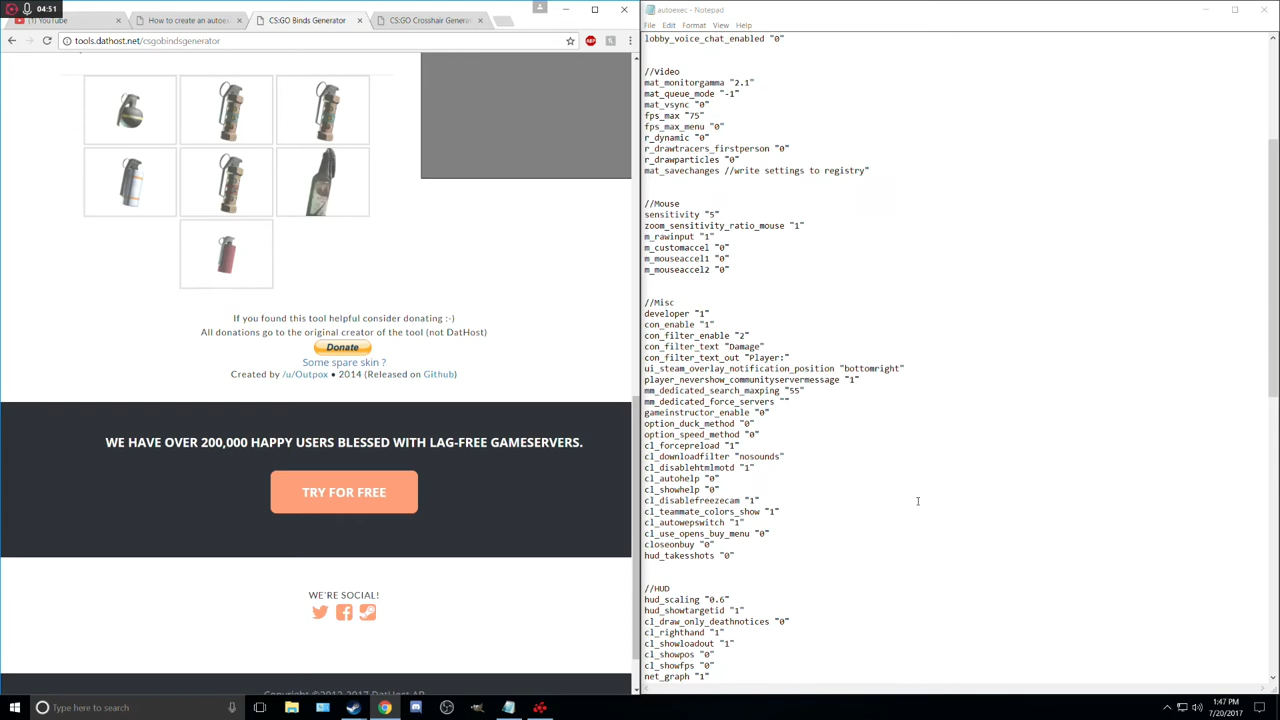 04:51
(1) YouTube
How to create an autoex
CS:GO Binds Generator
CS:GO Crosshair Genera
tools.dathost.net/csgobindsgenerator
If you found this tool helpful consider donating :-)
All donations go to the original creator of the tool (not DatHost)
Donate
Some spare skin ?
Created by /u/Outpox • 2014 (Released on Github)
WE HAVE OVER 200,000 HAPPY USERS BLESSED WITH LAG-FREE GAMESERVERS.
TRY FOR FREE
WE'RE SOCIAL!
Copyright ©2012-2017 DatHost AB
autoexec - Notepad
File Edit Format View Help
lobby_voice_chat_enabled "0"
//Video
mat_monitorgamma "2.1"
mat_queue_mode "-1"
mat_vsync "0"
fps_max "75"
fps_max_menu "0"
r_dynamic "0"
r_drawtracers_firstperson "0"
r_drawparticles "0"
mat_savechanges //write settings to registry"
//Mouse
sensitivity "5"
zoom_sensitivity_ratio_mouse "1"
m_rawinput "1"
m_customaccel "0"
m_mouseaccel1 "0"
m_mouseaccel2 "0"
//Misc
developer "1"
con_enable "1"
con_filter_enable "2"
con_filter_text "Damage"
con_filter_text_out "Player:"
ui_steam_overlay_notification_position "bottomright"
player_nevershow_communityservermessage "1"
mm_dedicated_search_maxping "55"
mm_dedicated_force_servers ""
gameinstructor_enable "0"
option_duck_method "0"
option_speed_method "0"
cl_forcepreload "1"
cl_downloadfilter "nosounds"
cl_disablehtmlmotd "1"
cl_autohelp "0"
cl_showhelp "0"
cl_disablefreezecam "1"
cl_teammate_colors_show "1"
cl_autowepswitch "1"
cl_use_opens_buy_menu "0"
closeonbuy "0"
hud_takesshots "0"
//HUD
hud_scaling "0.6"
hud_showtargetid "1"
cl_draw_only_deathnotices "0"
cl_righthand "1"
cl_showloadout "1"
cl_showpos "0"
cl_showfps "0"
net_graph "1"
Type here to search
1:47 PM
7/20/2017